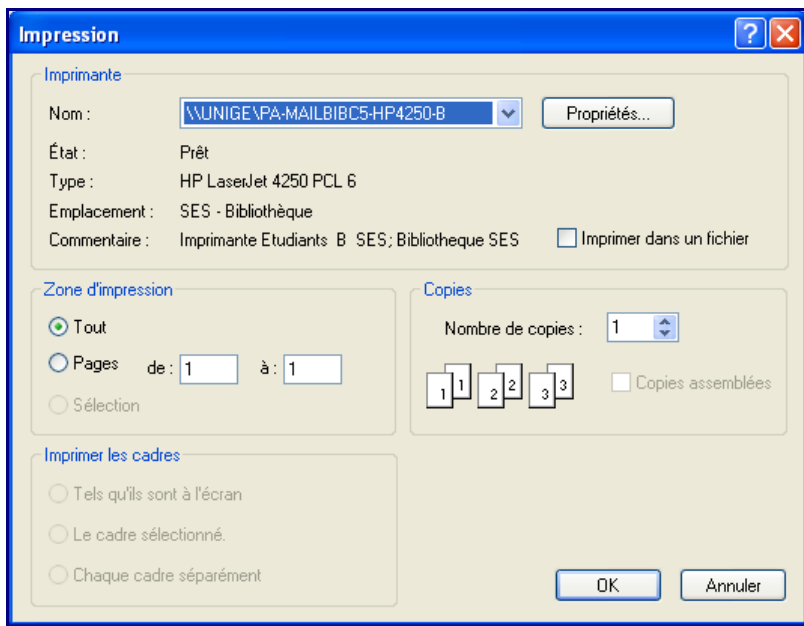 Impression
Imprimante
Nom :
\\UNIGE\PA-MAILBIBC5-HP4250-B
Propriétés...
État :
Prêt
Type :
HP LaserJet 4250 PCL 6
Emplacement :
SES - Bibliothèque
Commentaire :
Imprimante Etudiants B SES; Bibliotheque SES
Imprimer dans un fichier
Zone d'impression
Tout
Pages de : 1 à : 1
Sélection
Copies
Nombre de copies : 1
1 1 2 2 3 3
Copies assemblées
Imprimer les cadres
Tels qu'ils sont à l'écran
Le cadre sélectionné.
Chaque cadre séparément
OK
Annuler